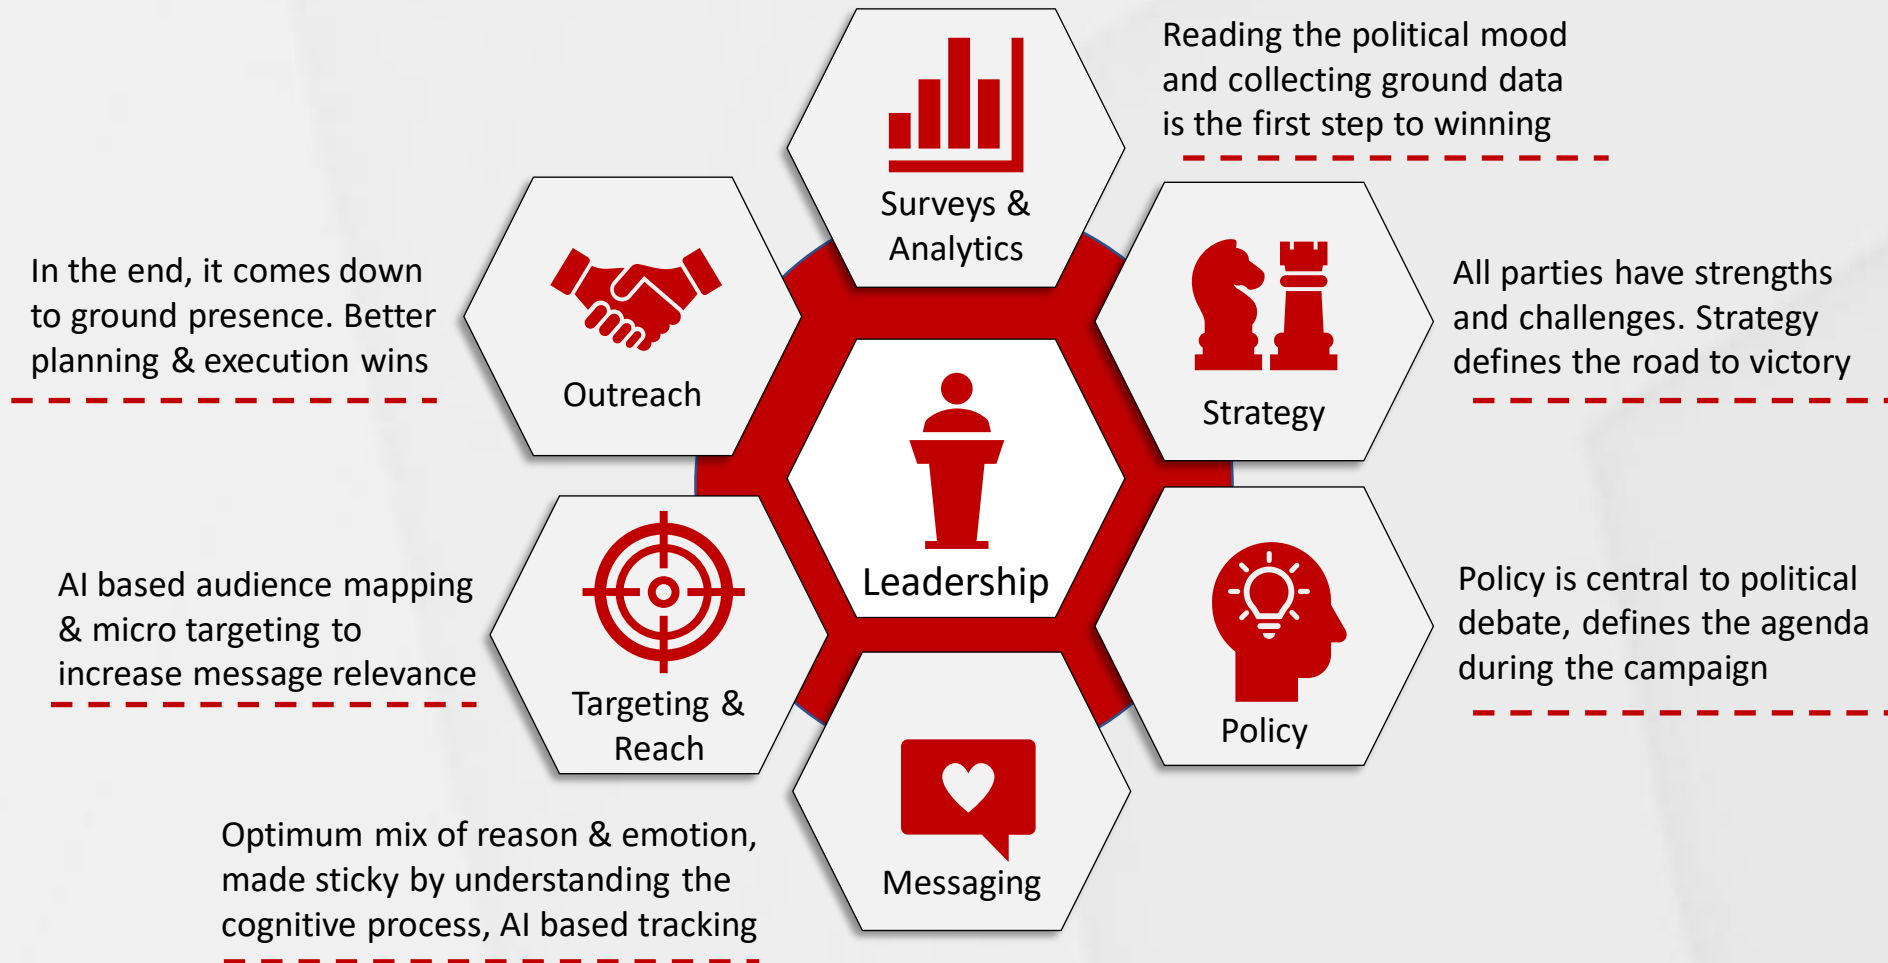 Surveys &
Analytics
Reading the political mood
and collecting ground data
is the first step to winning
Strategy
All parties have strengths
and challenges. Strategy
defines the road to victory
Policy
Policy is central to political
debate, defines the agenda
during the campaign
Messaging
Optimum mix of reason & emotion,
made sticky by understanding the
cognitive process, AI based tracking
Targeting &
Reach
AI based audience mapping
& micro targeting to
increase message relevance
Outreach
In the end, it comes down
to ground presence. Better
planning & execution wins
Leadership